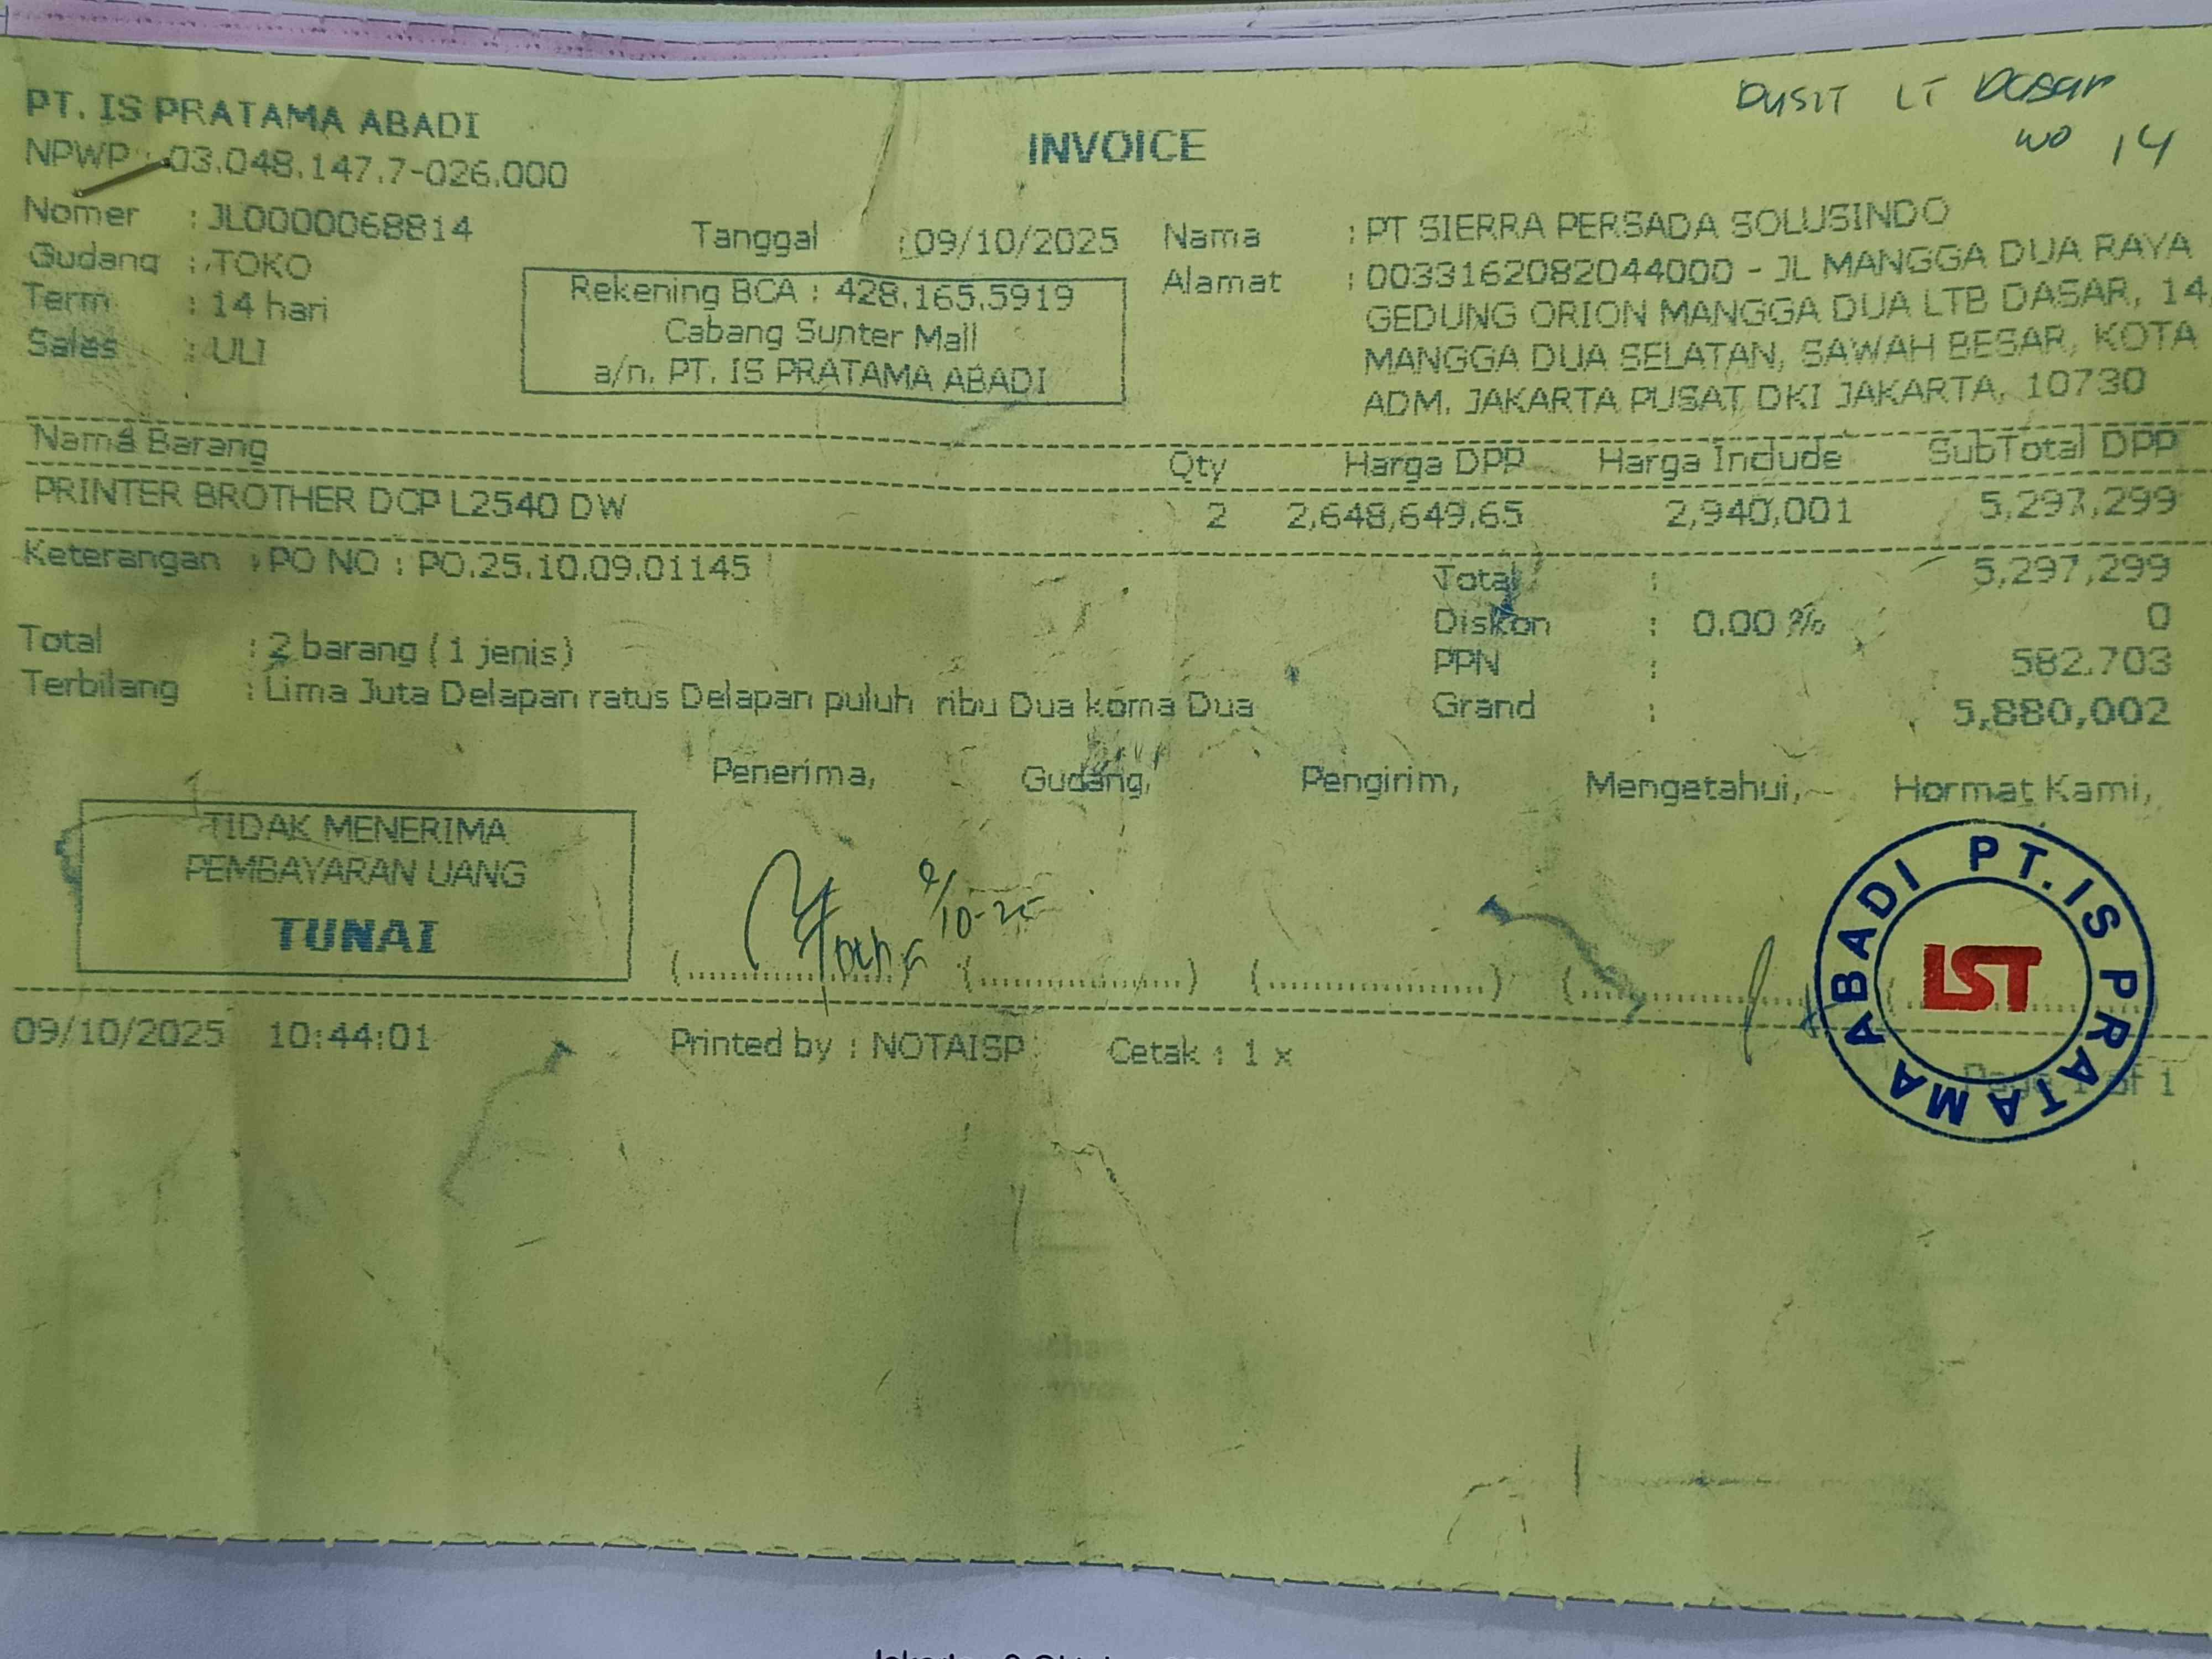 DUSIT LT DASAR
NO 14
PT. IS PRATAMA ABADI
INVOICE
NPWP : 03.048.147.7-026.000
Nomer : JL0000068814
Tanggal : 09/10/2025
Nama : PT SIERRA PERSADA SOLUSINDO
Gudang : TOKO
Term : 14 hari
Sales : ULI
Rekening BCA : 428.165.5919
Cabang Sunter Mall
a/n. PT. IS PRATAMA ABADI
Alamat : 0033162082044000 - JL MANGGA DUA RAYA
GEDUNG ORION MANGGA DUA LTB DASAR, 14,
MANGGA DUA SELATAN, SAWAH BESAR, KOTA
ADM. JAKARTA PUSAT DKI JAKARTA, 10730
Nama Barang Qty Harga DPP Harga Include SubTotal DPP
PRINTER BROTHER DCP L2540 DW 2 2,648,649.65 2,940,001 5,297,299
Keterangan : PO NO : PO.25.10.09.01145
Total : 5,297,299
Diskon : 0.00 % 0
PPN : 582.703
Grand : 5,880,002
Total : 2 barang ( 1 jenis)
Terbilang : Lima Juta Delapan ratus Delapan puluh ribu Dua koma Dua
Penerima, Gudang, Pengirim, Mengetahui, Hormat Kami,
TIDAK MENERIMA
PEMBAYARAN UANG
TUNAI
9/10-25
PT. IS PRATAMA ABADI
IST
09/10/2025 10:44:01 Printed by : NOTAISP Cetak : 1 x
Page 1 of 1